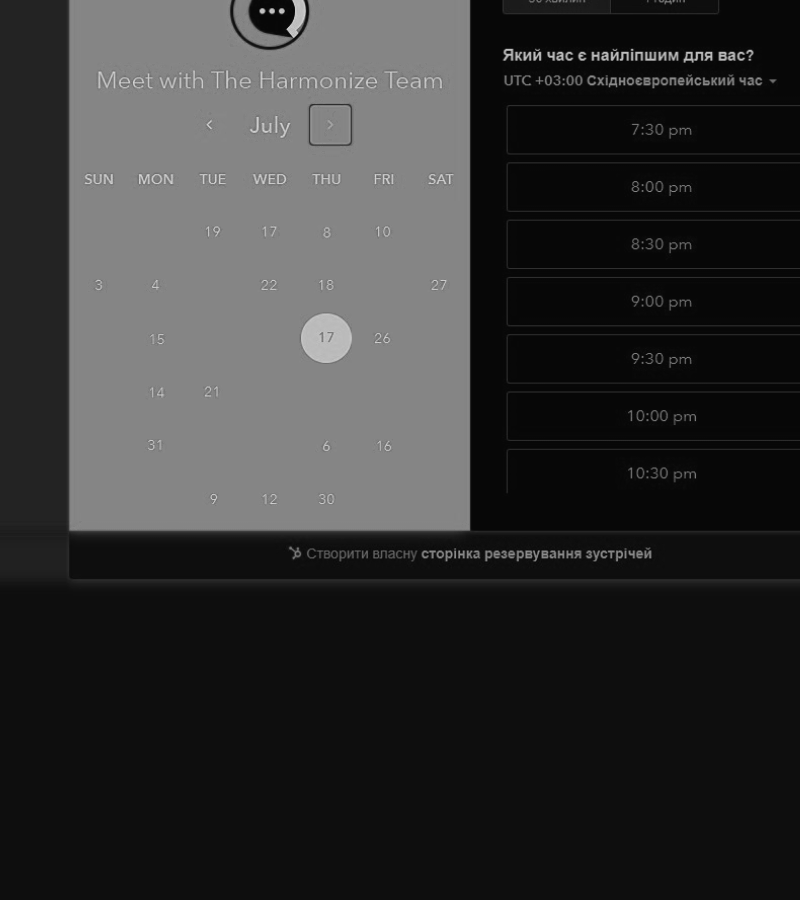 Meet with The Harmonize Team
July
SUN MON TUE WED THU FRI SAT
19 17 8 10
3 4 22 18 27
15 17 26
14 21
31 6 16
9 12 30
Який час є найліпшим для вас?
UTC +03:00 Східноєвропейський час
7:30 pm
8:00 pm
8:30 pm
9:00 pm
9:30 pm
10:00 pm
10:30 pm
Створити власну сторінка резервування зустрічей